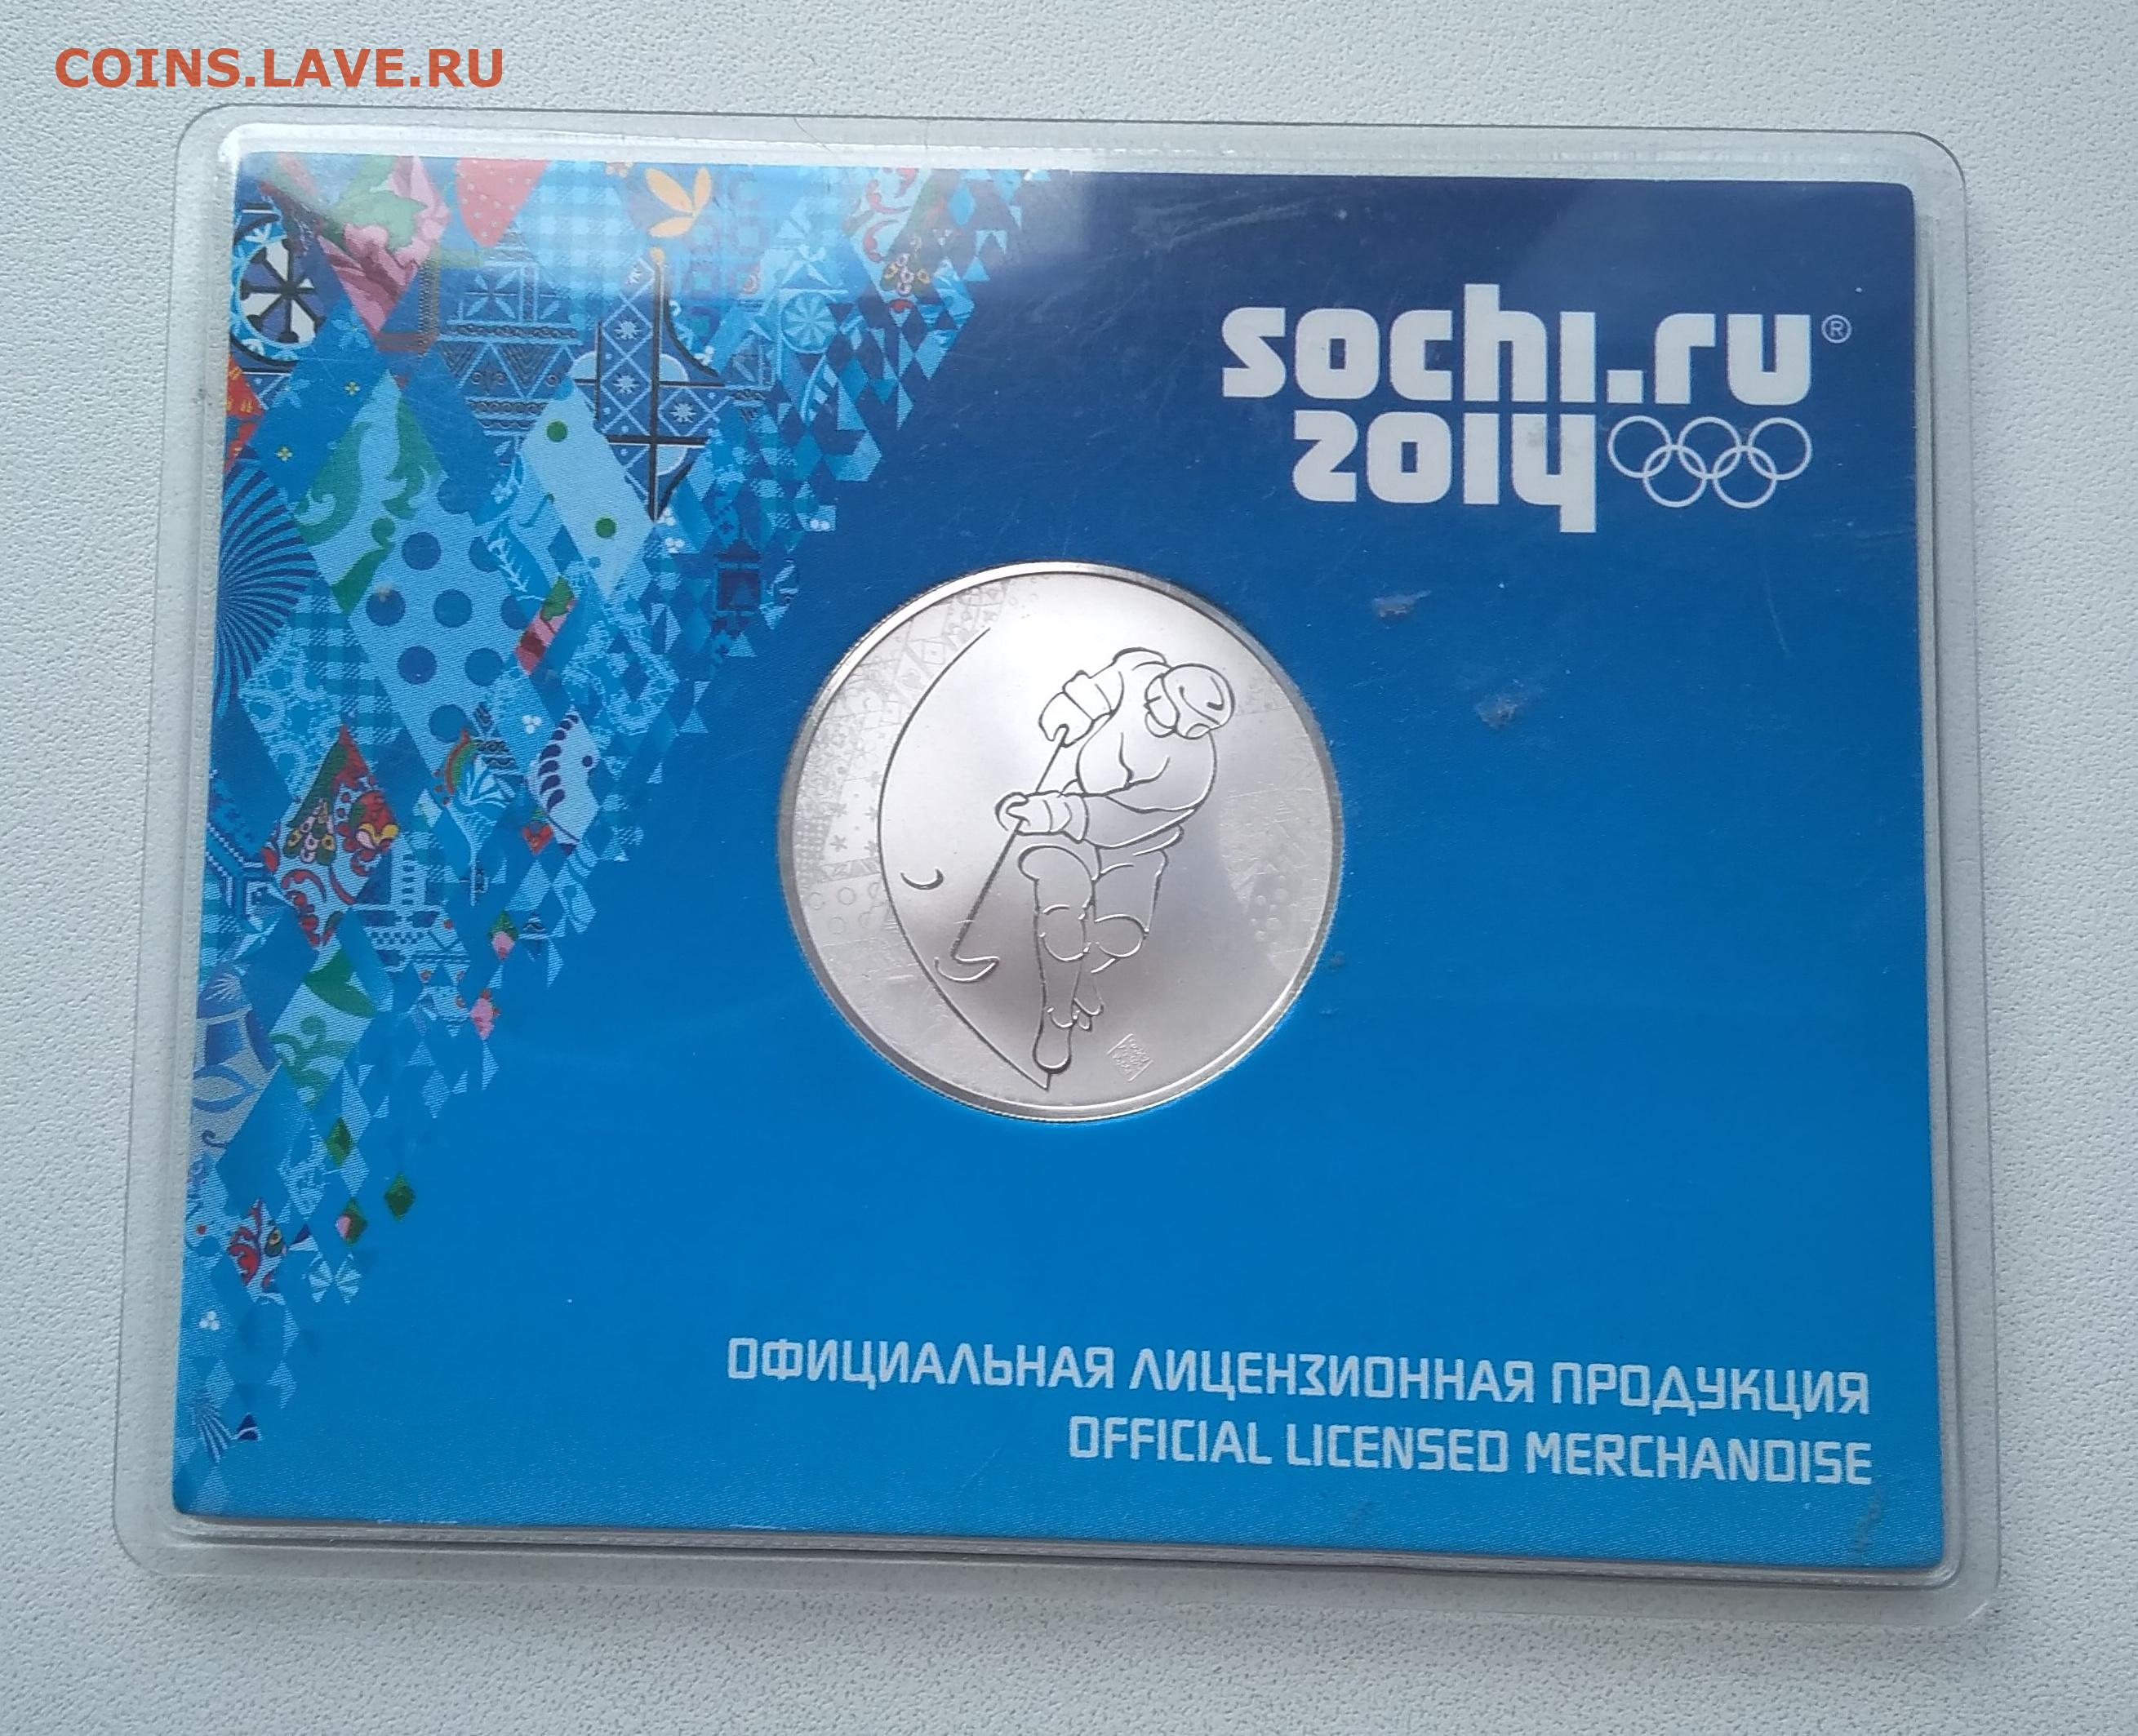 COINS.LAVE.RU
sochi.ru®
2014
ОФИЦИАЛЬНАЯ ЛИЦЕНЗИОННАЯ ПРОДУКЦИЯ
OFFICIAL LICENSED MERCHANDISE